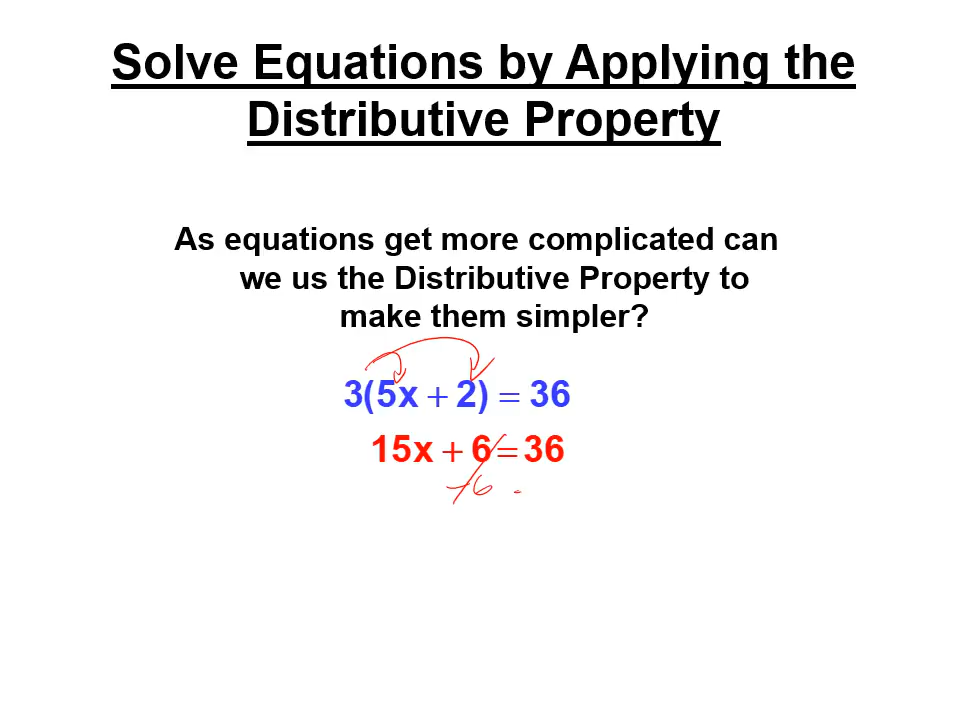 Solve Equations by Applying the
Distributive Property
As equations get more complicated can
we us the Distributive Property to
make them simpler?
3(5x + 2) = 36
15x + 6 = 36
-6 -